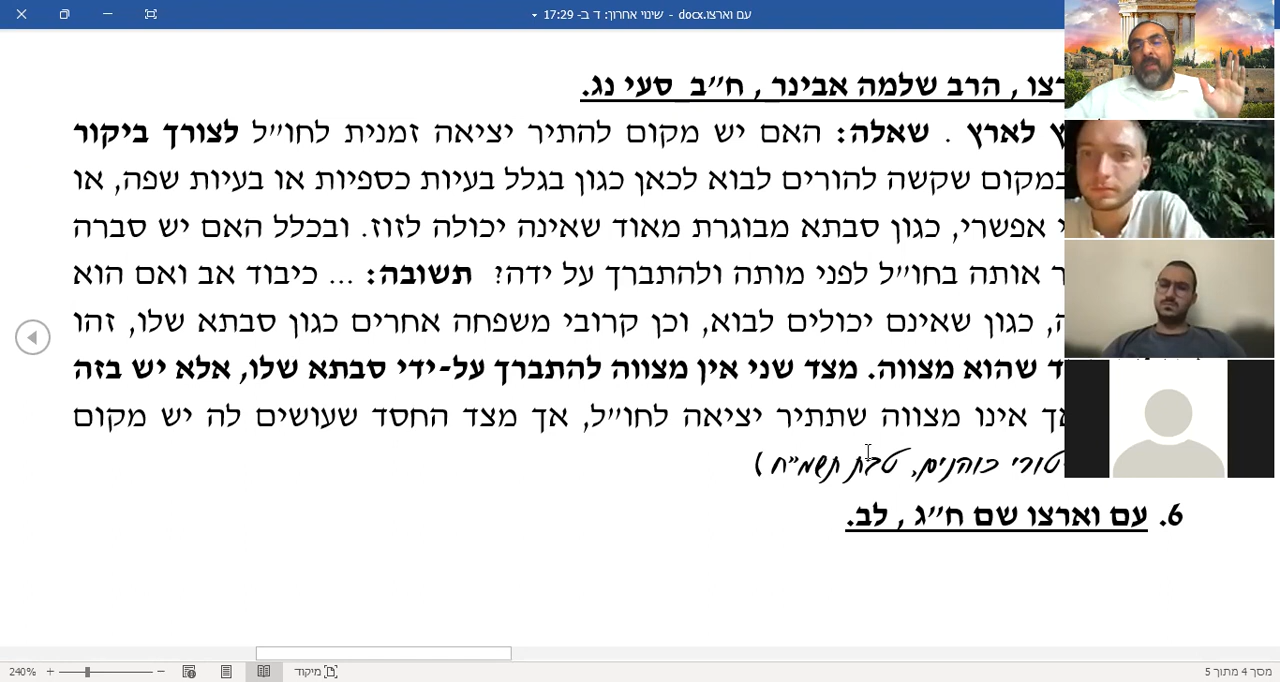 עם וארצו.docx - שינוי אחרון: ד ב- 17:29
הרב שלמה אבינר, ח״ב סעי נג.
לארץ. שאלה: האם יש מקום להתיר יציאה זמנית לחו״ל לצורך ביקור
במקום שקשה להורים לבוא לכאן כגון בגלל בעיות כספיות או בעיות שפה, או
אפשרי, כגון סבתא מבוגרת מאוד שאינה יכולה לזוז. ובכלל האם יש סברה
אותה בחו״ל לפני מותה ולהתברך על ידה? תשובה: ... כיבוד אב ואם הוא
כגון שאינם יכולים לבוא, וכן קרובי משפחה אחרים כגון סבתא שלו, זהו
שהוא מצווה. מצד שני אין מצווה להתברך על-ידי סבתא שלו, אלא יש בזה
אינו מצווה שתתיר יציאה לחו״ל, אך מצד החסד שעושים לה יש מקום
כוהנים, טבת תשמ״ח)
6. עם וארצו שם ח״ג, לב.
מסך 4 מתוך 5
מיקוד
240%